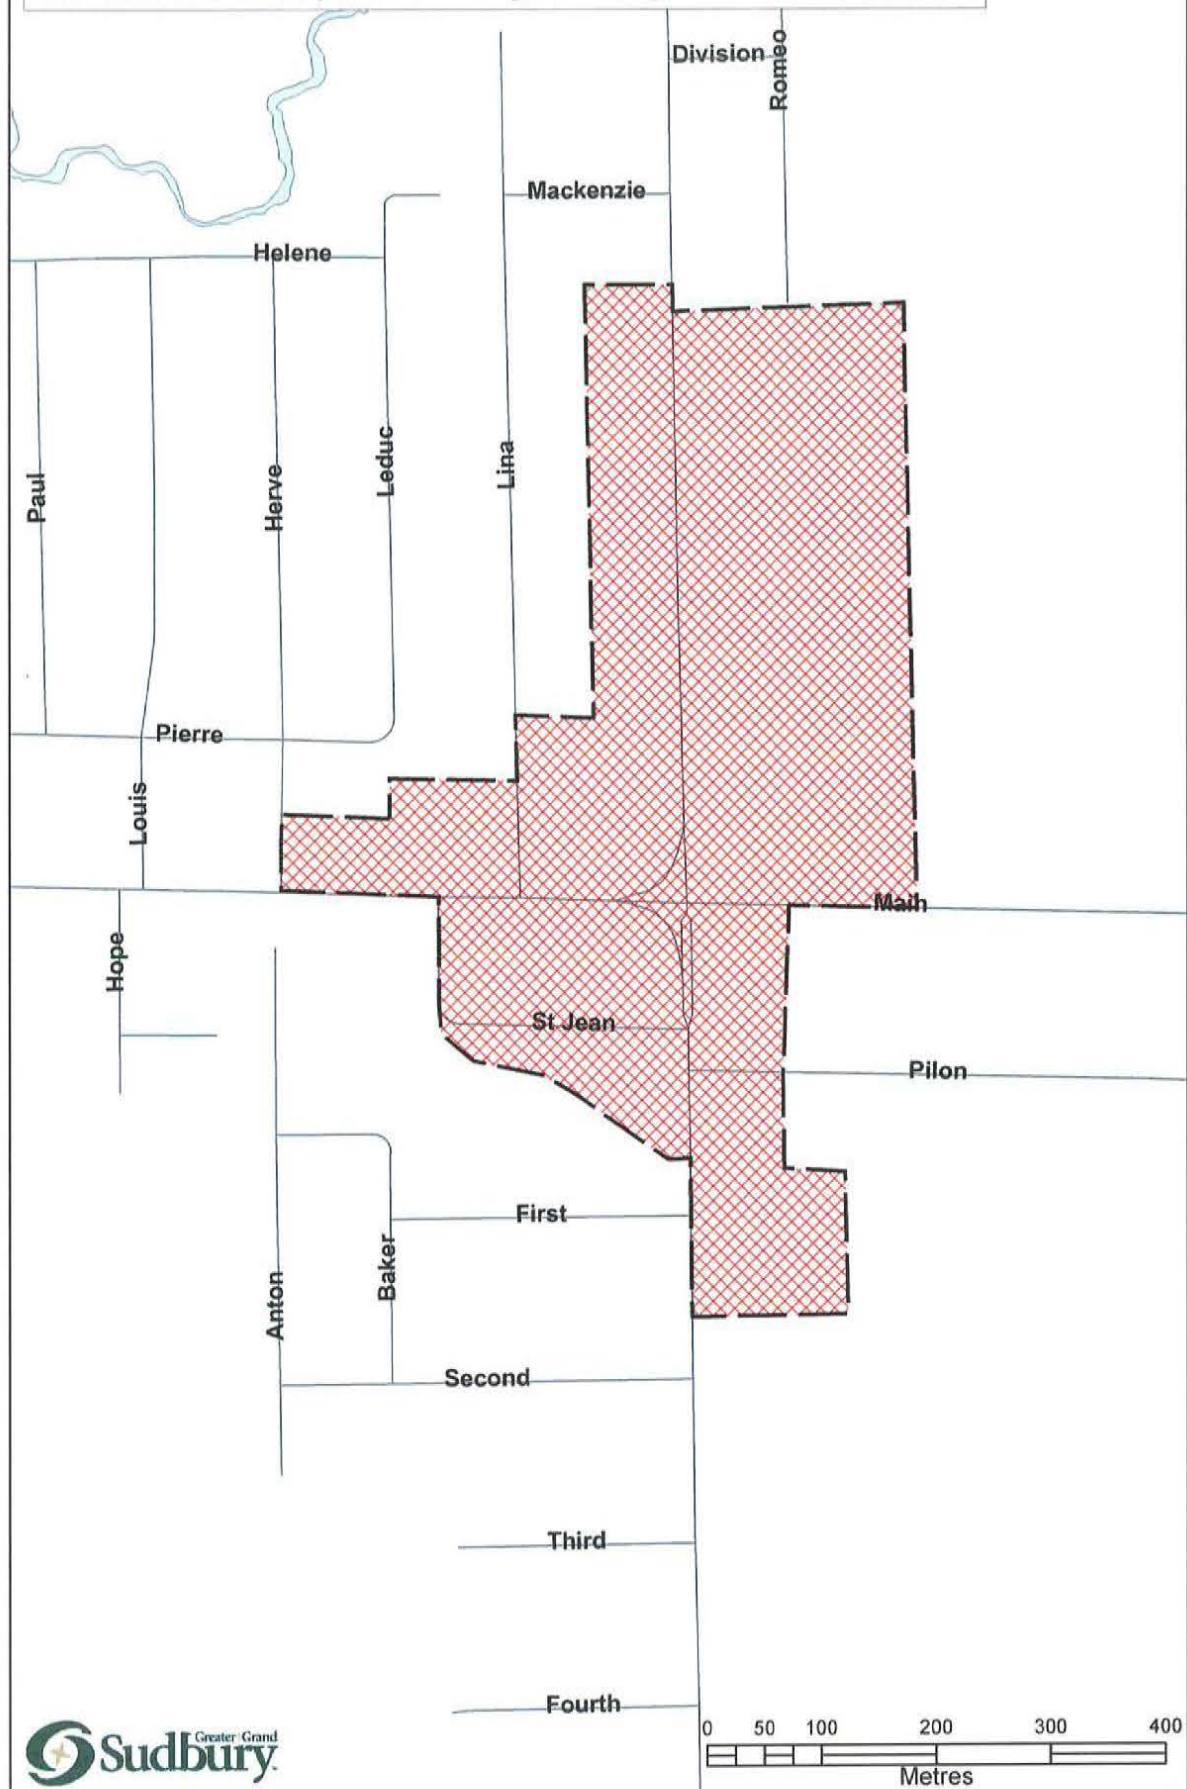 Division
Romeo
Mackenzie
Helene
Paul
Herve
Leduc
Lina
Pierre
Louis
Main
Hope
St Jean
Pilon
First
Anton
Baker
Second
Third
Fourth
Greater Grand
Sudbury
0 50 100 200 300 400
Metres